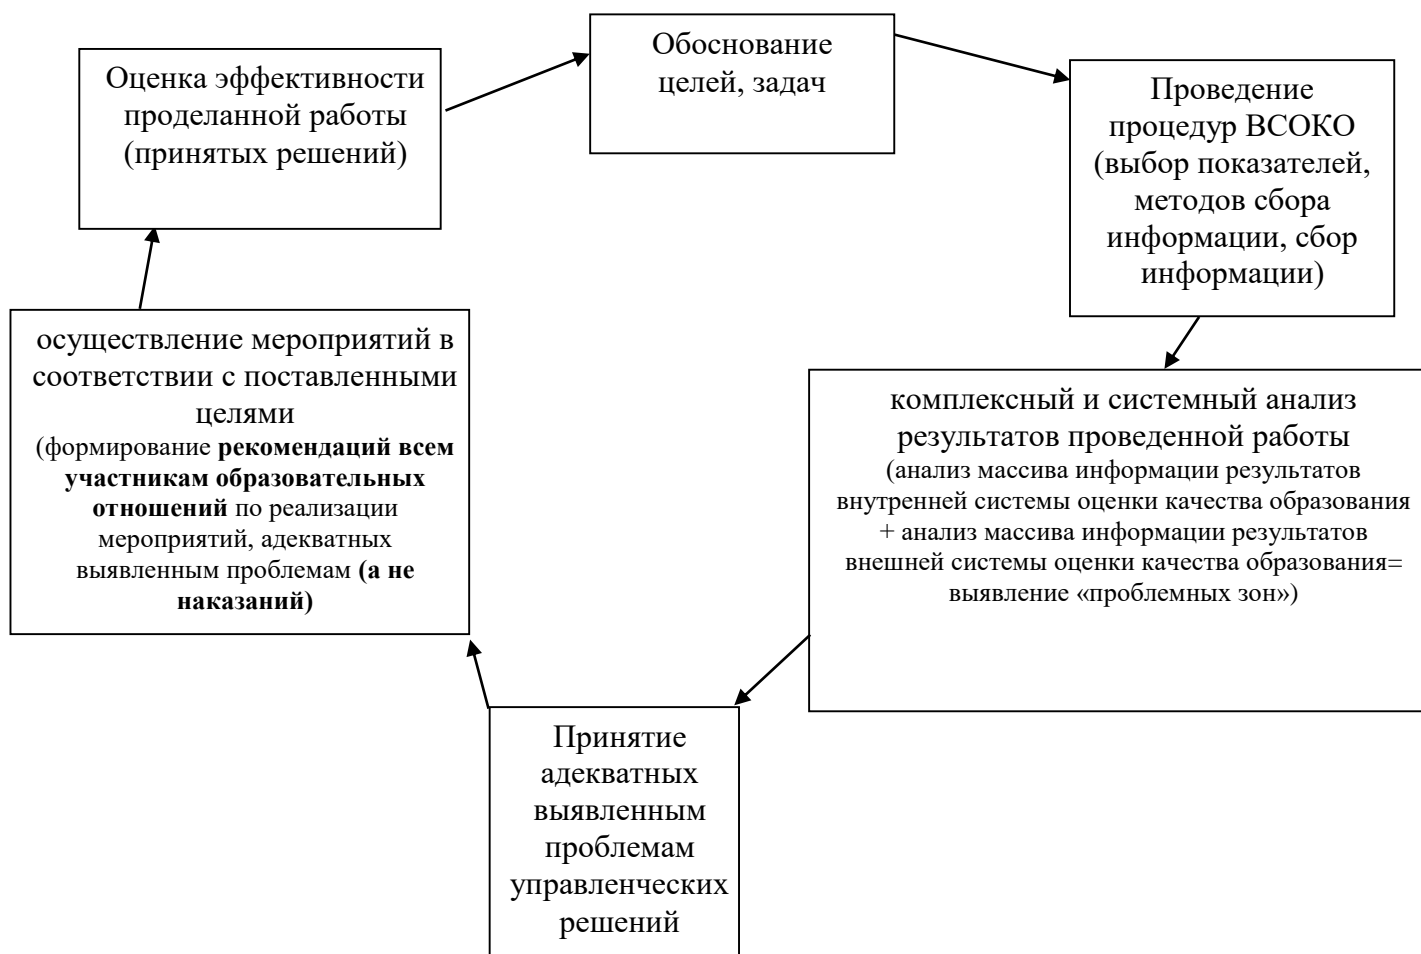 Обоснование
целей, задач
Проведение
процедур ВСОКО
(выбор показателей,
методов сбора
информации, сбор
информации)
комплексный и системный анализ
результатов проведенной работы
(анализ массива информации результатов
внутренней системы оценки качества образования
+ анализ массива информации результатов
внешней системы оценки качества образования=
выявление «проблемных зон»)
Принятие
адекватных
выявленным
проблемам
управленческих
решений
осуществление мероприятий в
соответствии с поставленными
целями
(формирование рекомендаций всем
участникам образовательных
отношений по реализации
мероприятий, адекватных
выявленным проблемам (а не
наказаний)
Оценка эффективности
проделанной работы
(принятых решений)